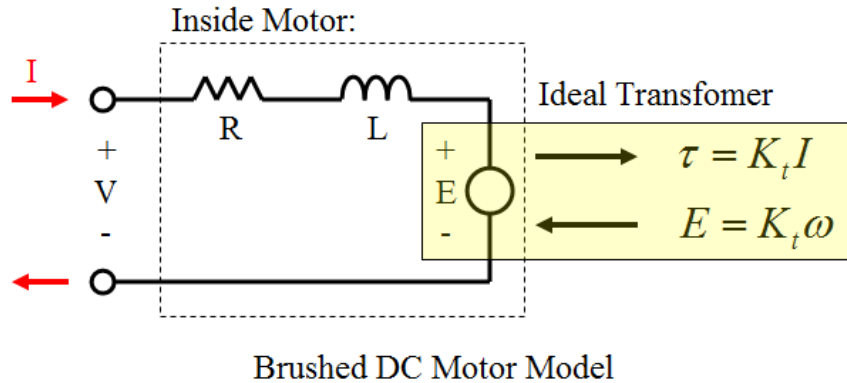 Inside Motor:
I
R
L
Ideal Transfomer
+
V
-
+
E
-
τ = K_t I
E = K_t ω
Brushed DC Motor Model